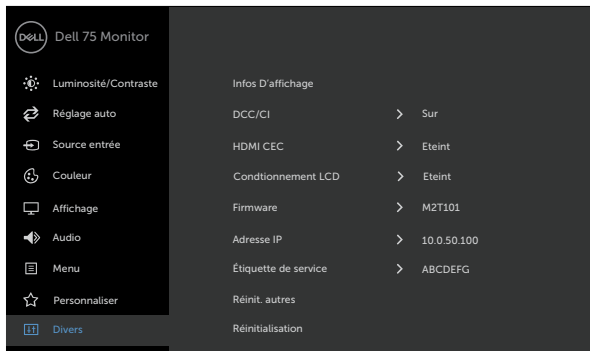 DELL Dell 75 Monitor
Luminosité/Contraste
Réglage auto
Source entrée
Couleur
Affichage
Audio
Menu
Personnaliser
Divers
Infos D'affichage
DCC/CI > Sur
HDMI CEC > Eteint
Condtionnement LCD > Eteint
Firmware > M2T101
Adresse IP > 10.0.50.100
Étiquette de service > ABCDEFG
Réinit. autres
Réinitialisation